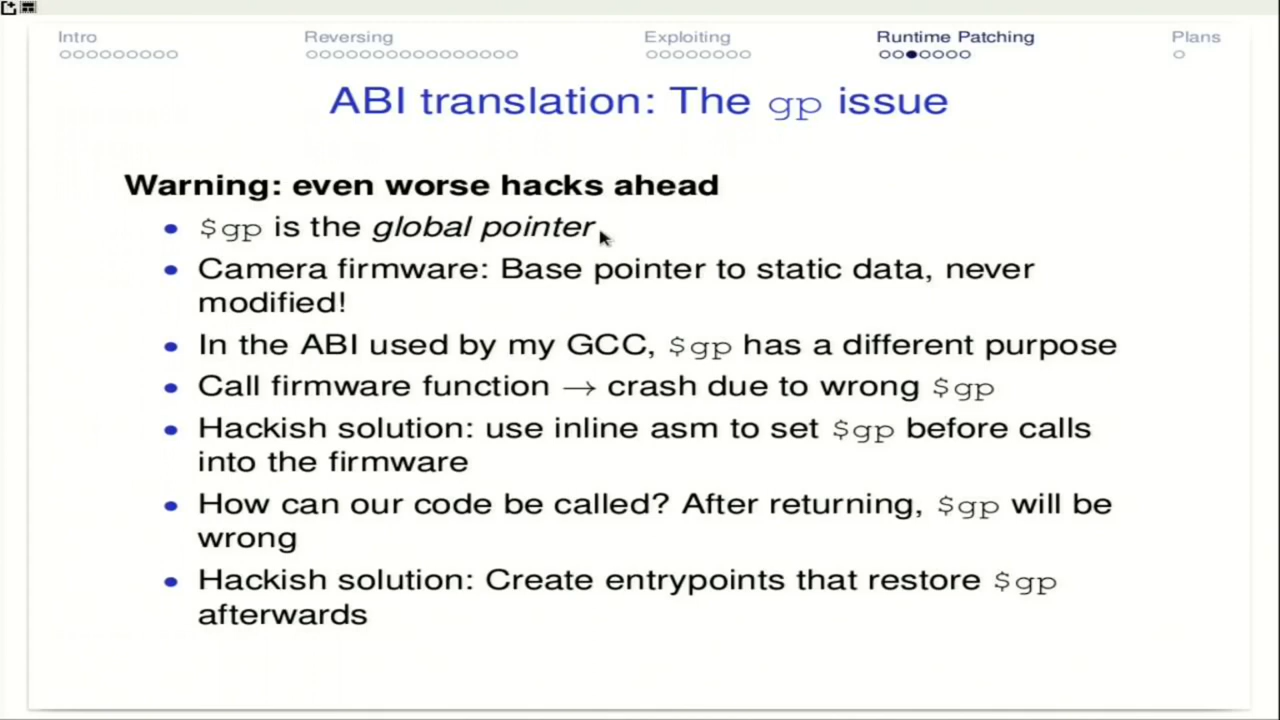 Intro Reversing Exploiting Runtime Patching Plans
ABI translation: The gp issue
Warning: even worse hacks ahead
$gp is the global pointer
Camera firmware: Base pointer to static data, never
modified!
In the ABI used by my GCC, $gp has a different purpose
Call firmware function → crash due to wrong $gp
Hackish solution: use inline asm to set $gp before calls
into the firmware
How can our code be called? After returning, $gp will be
wrong
Hackish solution: Create entrypoints that restore $gp
afterwards